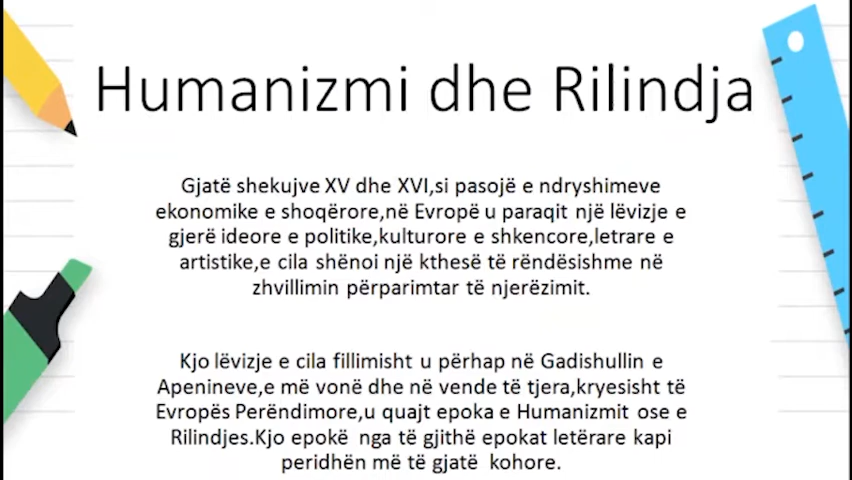 Humanizmi dhe Rilindja
Gjatë shekujve XV dhe XVI,si pasojë e ndryshimeve
ekonomike e shoqërore,në Evropë u paraqit një lëvizje e
gjerë ideore e politike,kulturore e shkencore,letrare e
artistike,e cila shënoi një kthesë të rëndësishme në
zhvillimin përparimtar të njerëzimit.
Kjo lëvizje e cila fillimisht u përhap në Gadishullin e
Apenineve,e më vonë dhe në vende të tjera,kryesisht të
Evropës Perëndimore,u quajt epoka e Humanizmit ose e
Rilindjes.Kjo epokë nga të gjithë epokat letërare kapi
peridhën më të gjatë kohore.